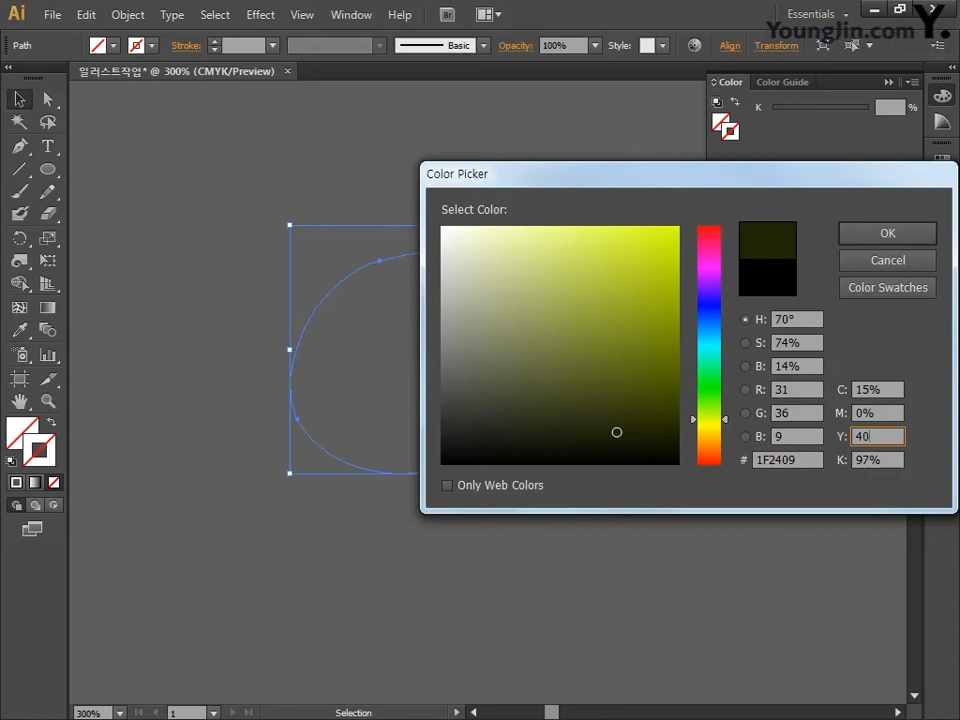 Ai File Edit Object Type Select Effect View Window Help Br Essentials
YoungJin.com Y.
Path Stroke: Basic Opacity: 100% Style: Align Transform
일러스트작업* @ 300% (CMYK/Preview) ×
Color Color Guide
K %
Color Picker
Select Color:
OK
Cancel
Color Swatches
H: 70°
S: 74%
B: 14%
R: 31 C: 15%
G: 36 M: 0%
B: 9 Y: 40
# 1F2409 K: 97%
Only Web Colors
300% 1 Selection